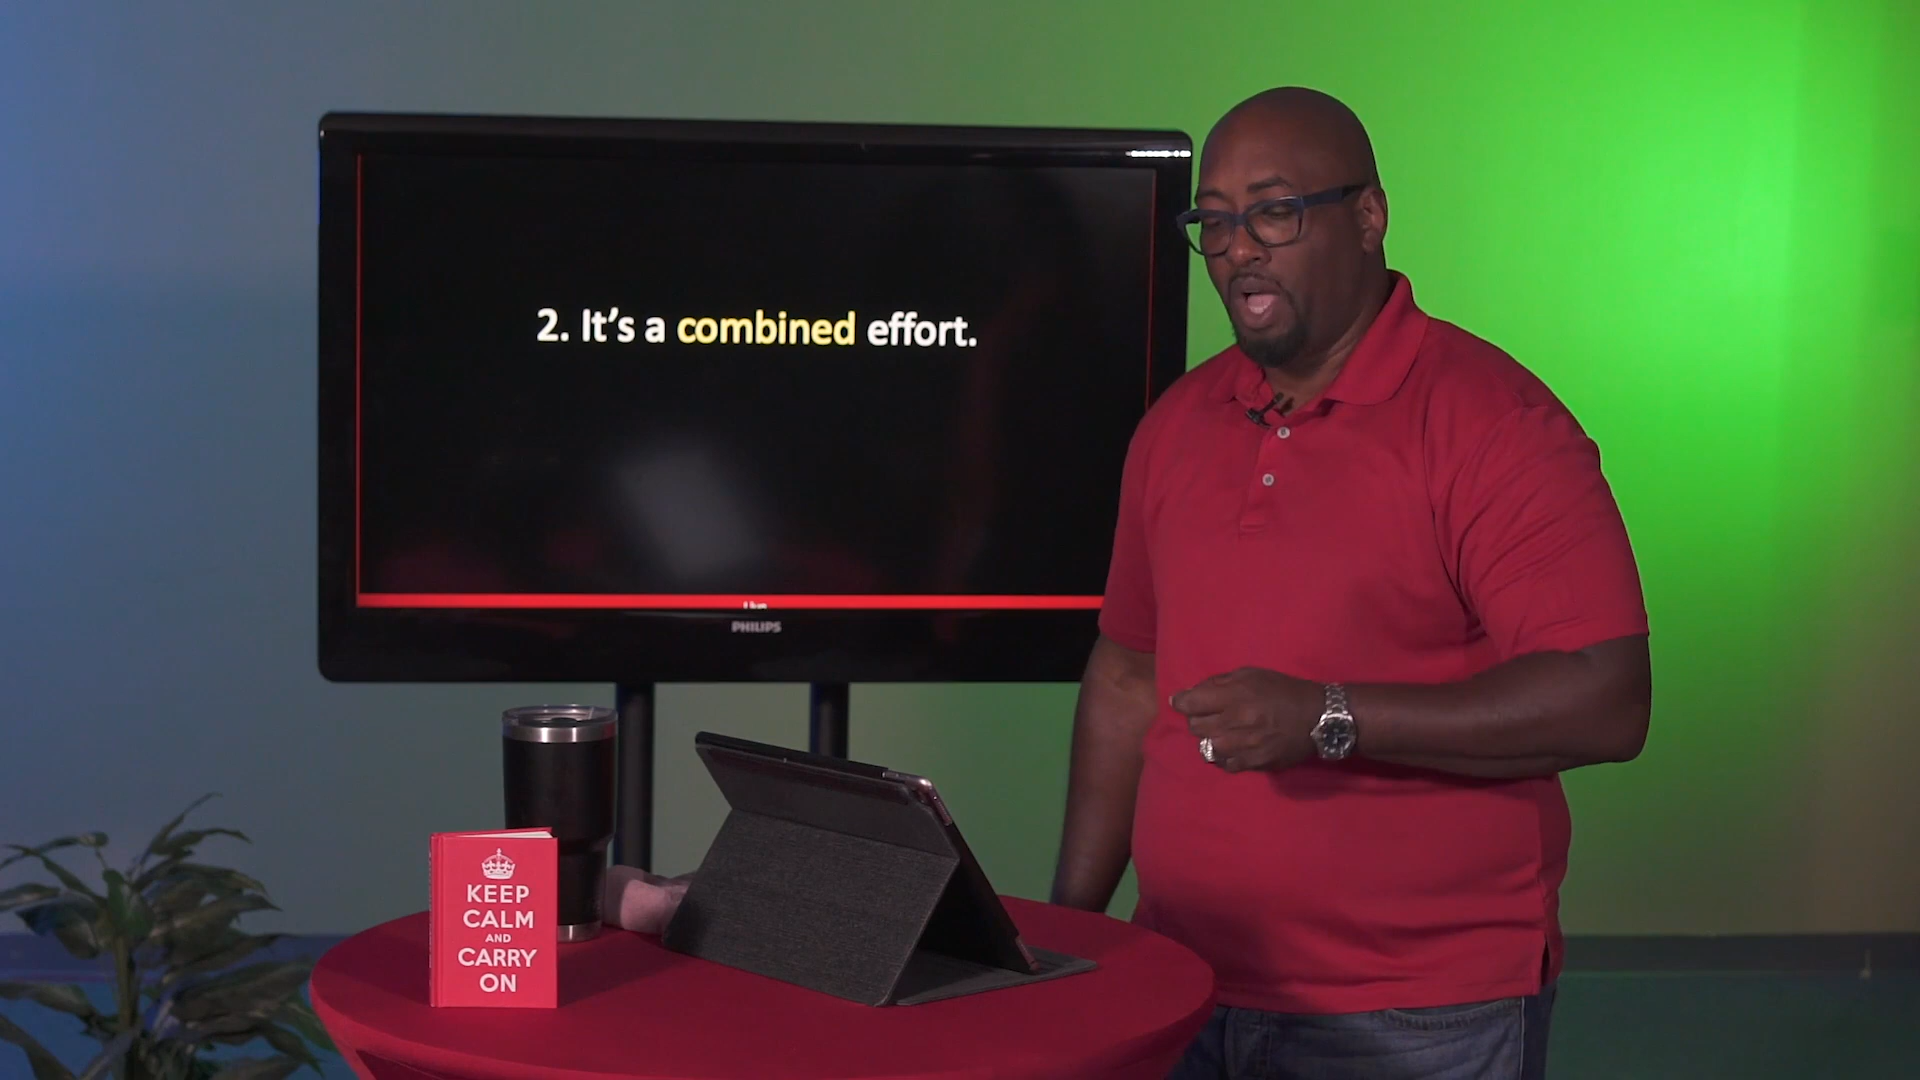 2. It's a combined effort.
PHILIPS
KEEP
CALM
AND
CARRY
ON